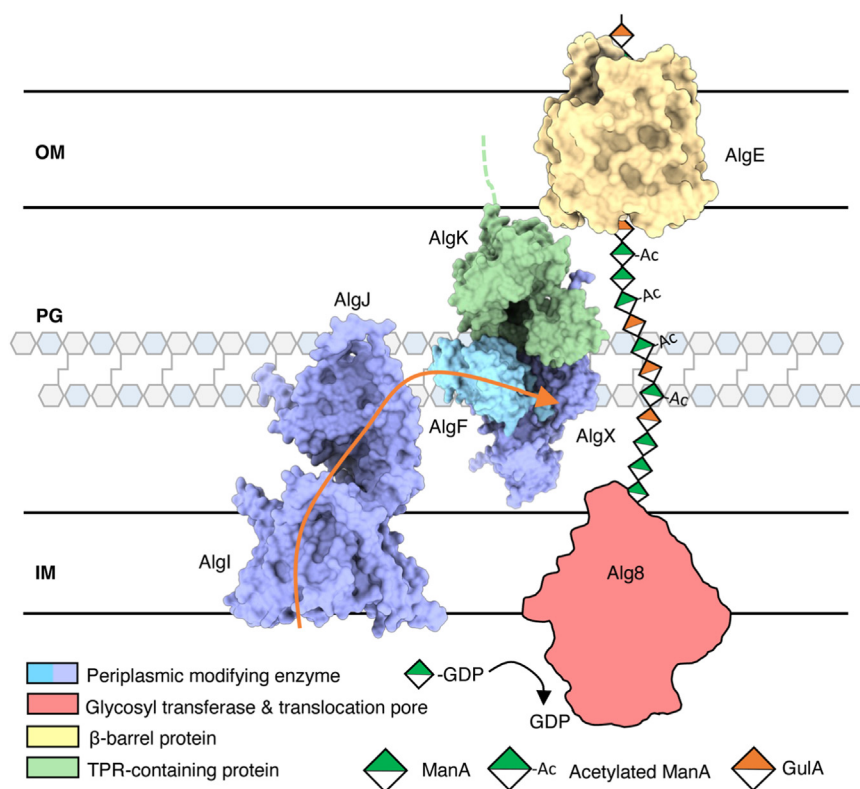 OM
AlgE
AlgK
-Ac
AlgJ
-Ac
PG
-Ac
-Ac
AlgF
AlgX
AlgI
IM
Alg8
Periplasmic modifying enzyme
-GDP
Glycosyl transferase & translocation pore
GDP
β-barrel protein
TPR-containing protein
ManA
-Ac Acetylated ManA
GulA